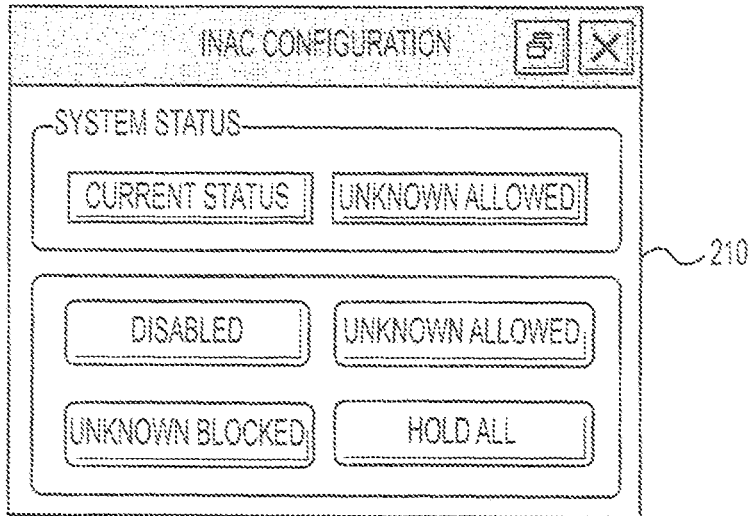 INAC CONFIGURATION
SYSTEM STATUS
CURRENT STATUS UNKNOWN ALLOWED
210
DISABLED UNKNOWN ALLOWED
UNKNOWN BLOCKED HOLD ALL